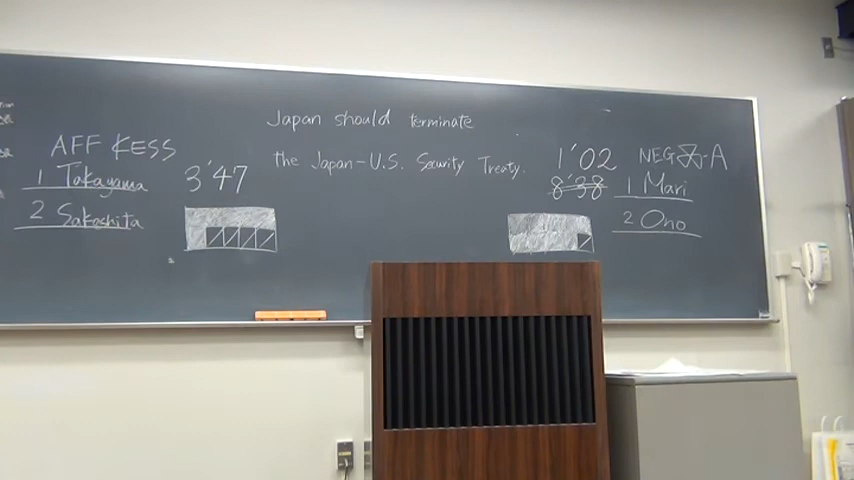 Japan should terminate
the Japan-U.S. Security Treaty.
AFF KESS
1 Takayama
2 Sakashita
3'47
1'02
8'38
NEG 久-A
1 Mari
2 Ono